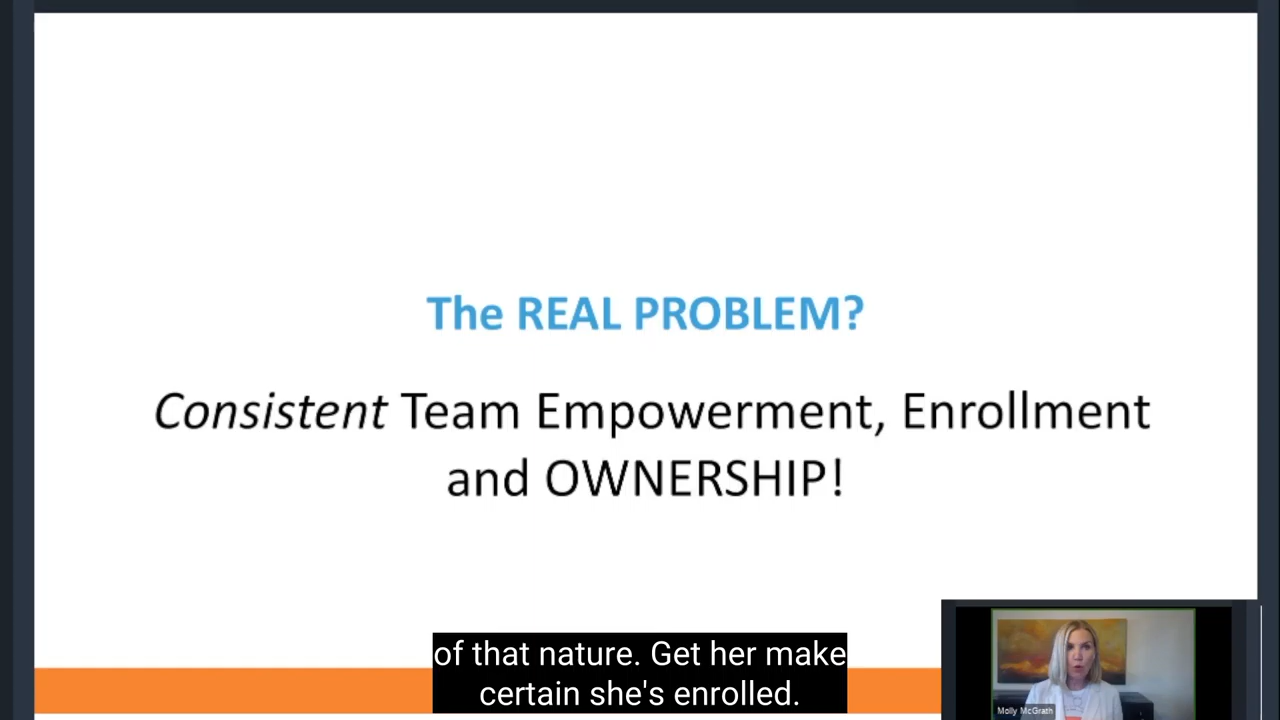 The REAL PROBLEM?
Consistent Team Empowerment, Enrollment
and OWNERSHIP!
of that nature. Get her make
certain she's enrolled.
Molly McGrath